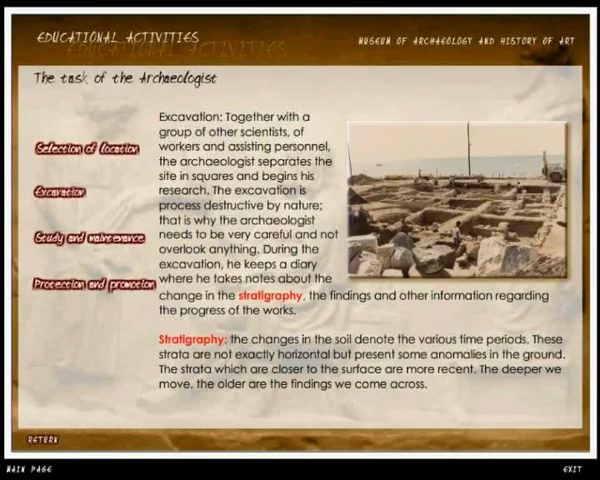 EDUCATIONAL ACTIVITIES
MUSEUM OF ARCHAEOLOGY AND HISTORY OF ART
The task of the Archaeologist
Selection of location
Excavation
Study and maintenance
Protection and promotion
Excavation: Together with a
group of other scientists, of
workers and assisting personnel,
the archaeologist separates the
site in squares and begins his
research. The excavation is
process destructive by nature;
that is why the archaeologist
needs to be very careful and not
overlook anything. During the
excavation, he keeps a diary
where he takes notes about the
change in the stratigraphy, the findings and other information regarding
the progress of the works.
Stratigraphy: the changes in the soil denote the various time periods. These
strata are not exactly horizontal but present some anomalies in the ground.
The strata which are closer to the surface are more recent. The deeper we
move, the older are the findings we come across.
RETURN
MAIN PAGE
EXIT